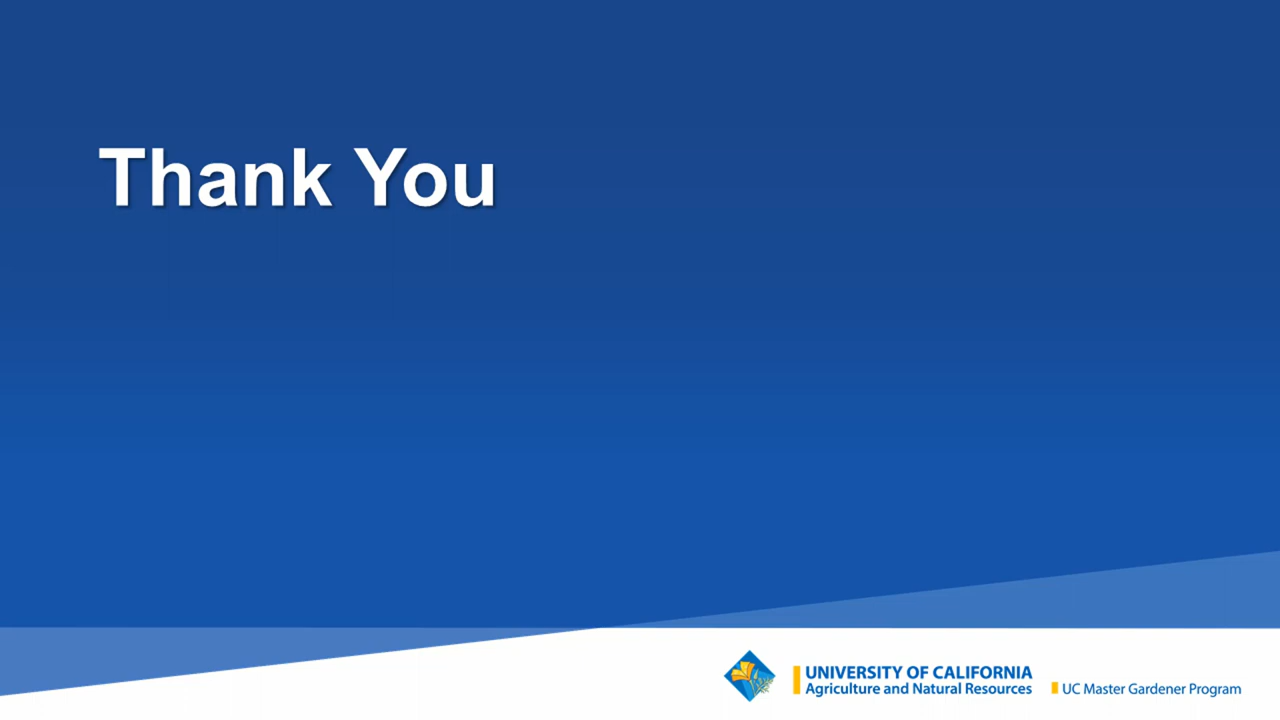 Thank You
UNIVERSITY OF CALIFORNIA
Agriculture and Natural Resources
UC Master Gardener Program